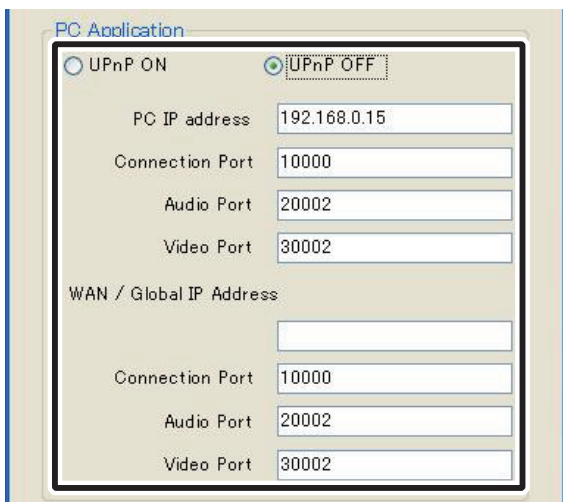 PC Application
UPnP ON UPnP OFF
PC IP address 192.168.0.15
Connection Port 10000
Audio Port 20002
Video Port 30002
WAN / Global IP Address
Connection Port 10000
Audio Port 20002
Video Port 30002